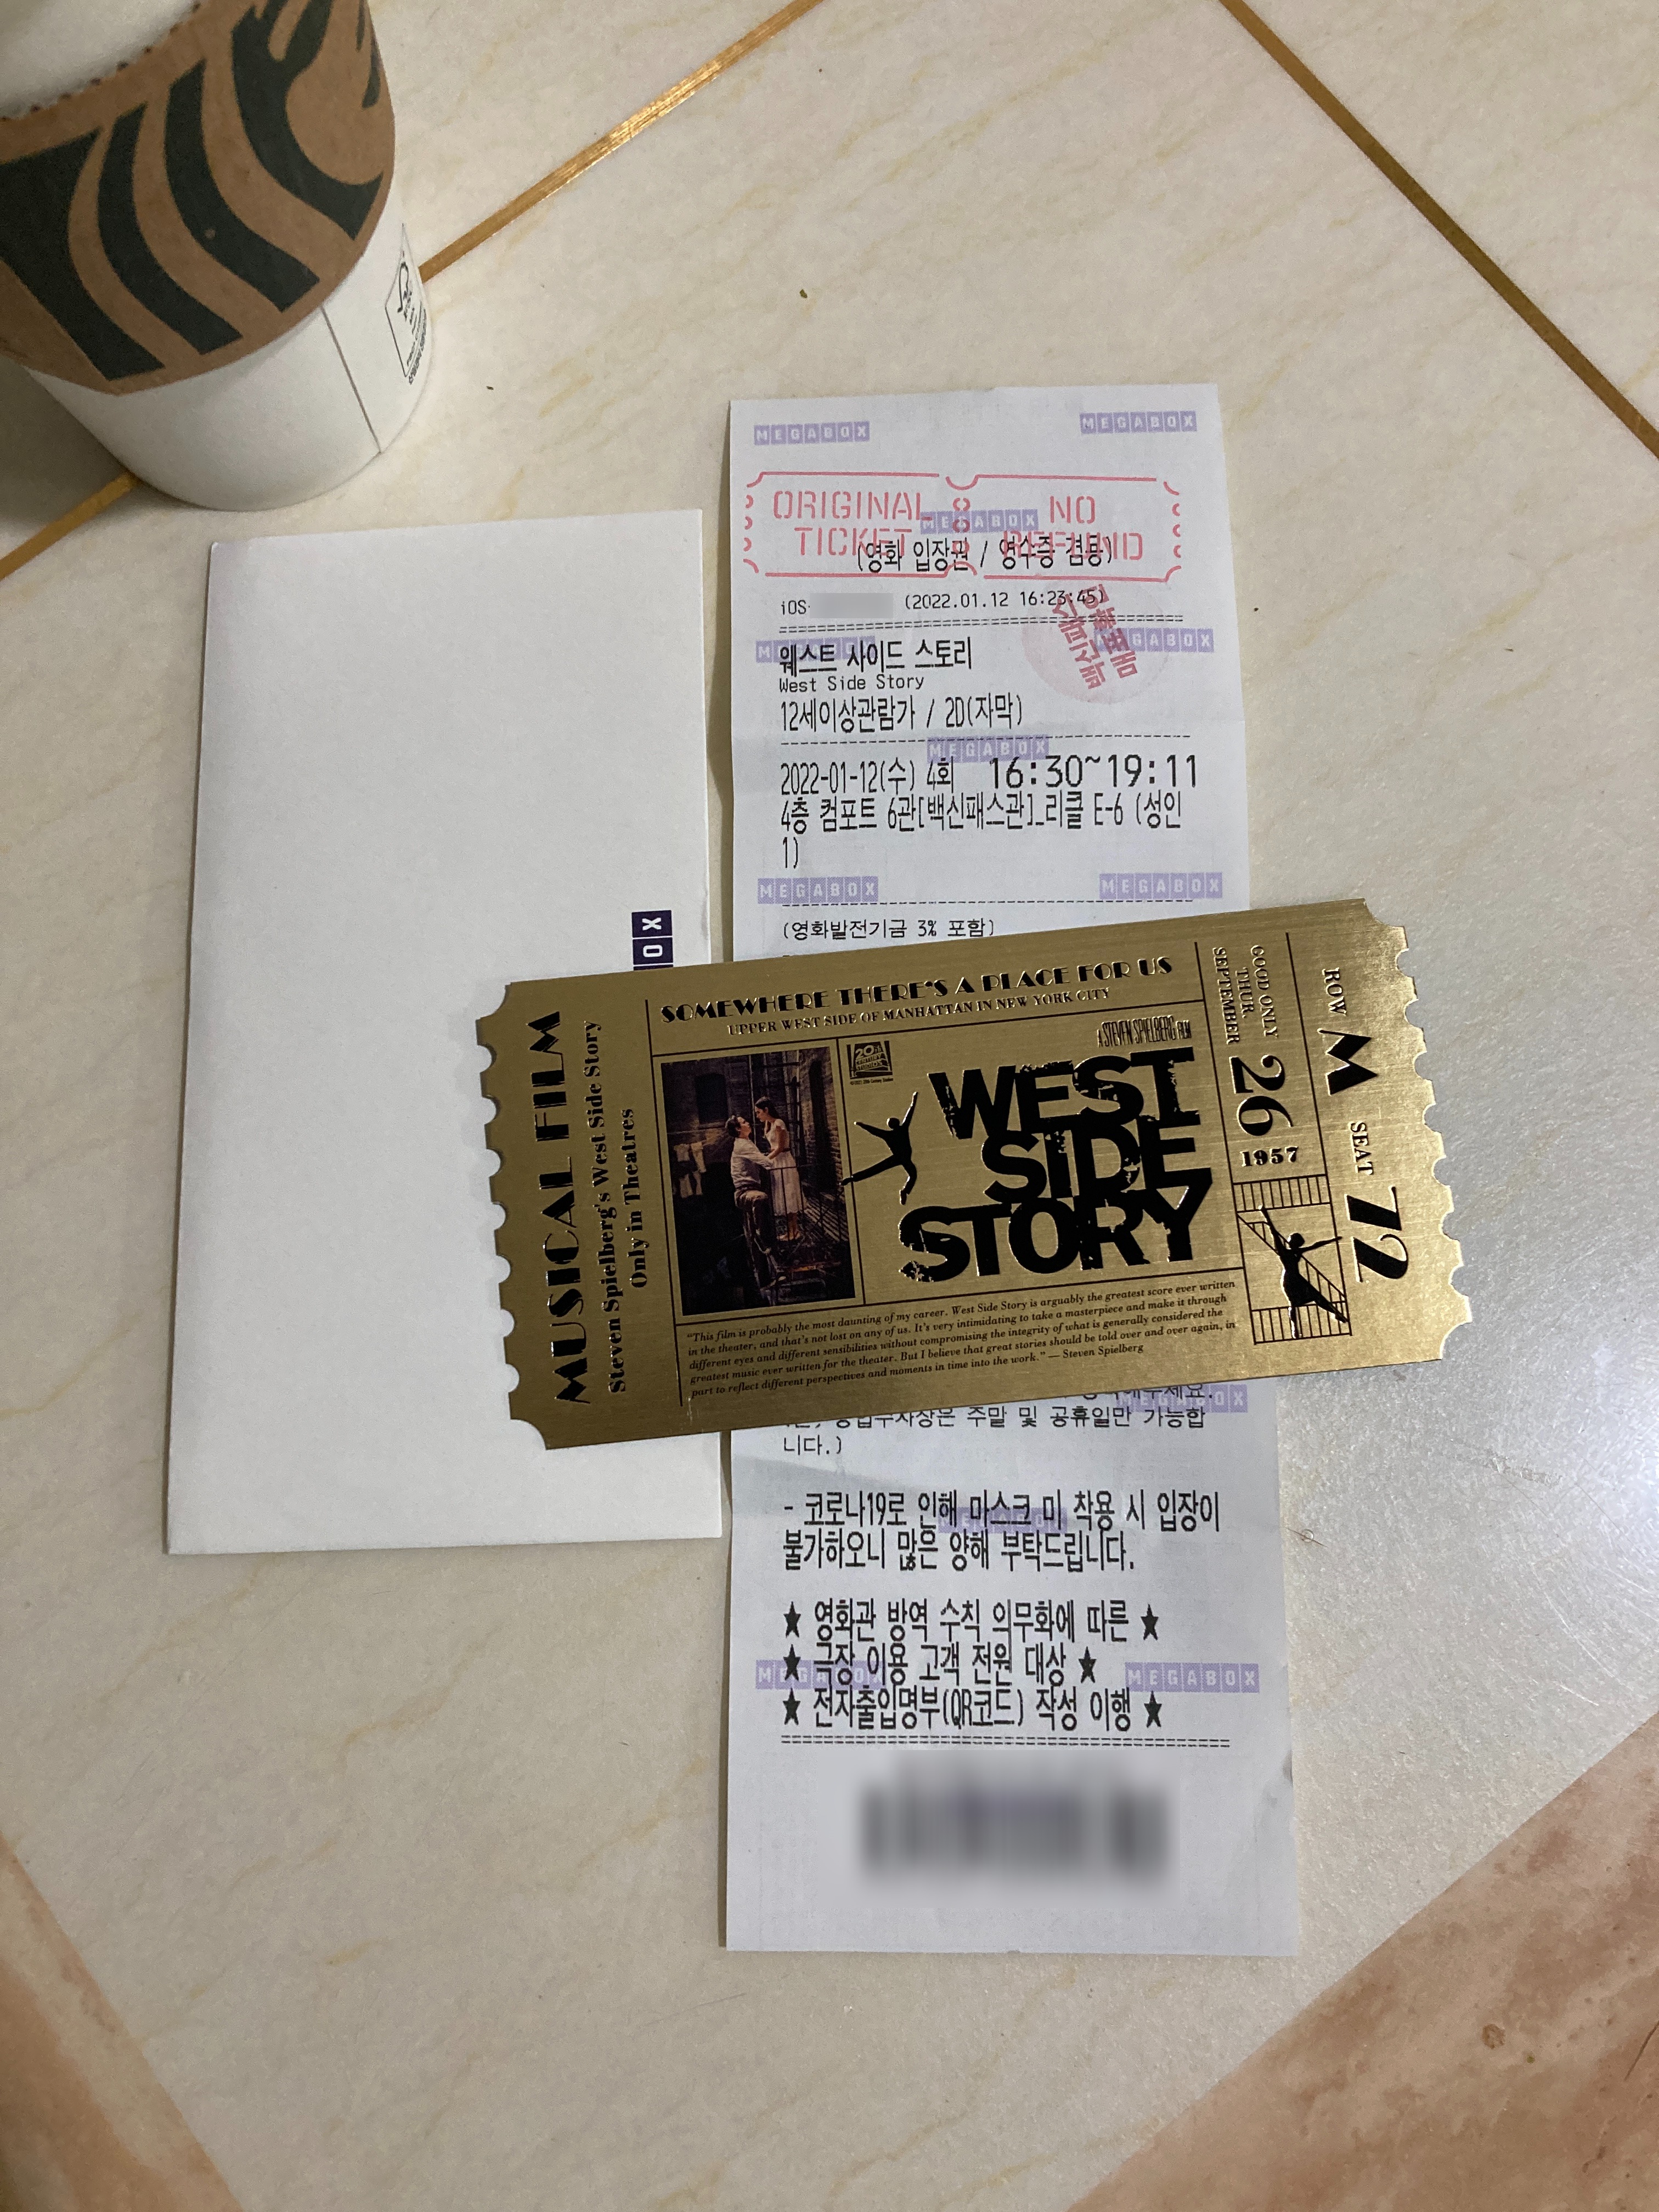 MEGABOX MEGABOX
ORIGINAL TICKET
NO REFUND
MEGABOX
(영화 입장권 / 영수증 겸용)
iOS- (2022.01.12 16:23:45)
MEGABOX MEGABOX
웨스트 사이드 스토리
West Side Story
12세이상관람가 / 2D(자막)
MEGABOX
2022-01-12(수) 4회 16:30~19:11
4층 컴포트 6관[백신패스관]_리클 E-6 (성인
1)
MEGABOX MEGABOX
(영화발전기금 3% 포함)
OX
MUSICAL FILM
Steven Spielberg's West Side Story
Only in Theatres
SOMEWHERE THERE'S A PLACE FOR US
UPPER WEST SIDE OF MANHATTAN IN NEW YORK CITY
20th
CENTURY
STUDIOS
A STEVEN SPIELBERG FILM
WEST
SIDE
STORY
"This film is probably the most daunting of my career. West Side Story is arguably the greatest score ever written
in the theater, and that's not lost on any of us. It's very intimidating to take a masterpiece and make it through
different eyes and different sensibilities without compromising the integrity of what is generally considered the
greatest music ever written for the theater. But I believe that great stories should be told over and over again, in
part to reflect different perspectives and moments in time into the work." — Steven Spielberg
GOOD ONLY
THUR.
SEPTEMBER
26
1957
ROW M SEAT 72
MEGABOX
주말 및 공휴일만 가능합
니다.)
- 코로나19로 인해 마스크 미 착용 시 입장이
MEGABOX
불가하오니 많은 양해 부탁드립니다.
★ 영화관 방역 수칙 의무화에 따른 ★
★ 극장 이용 고객 전원 대상 ★
MEGABOX MEGABOX
★ 전자출입명부(QR코드) 작성 이행 ★